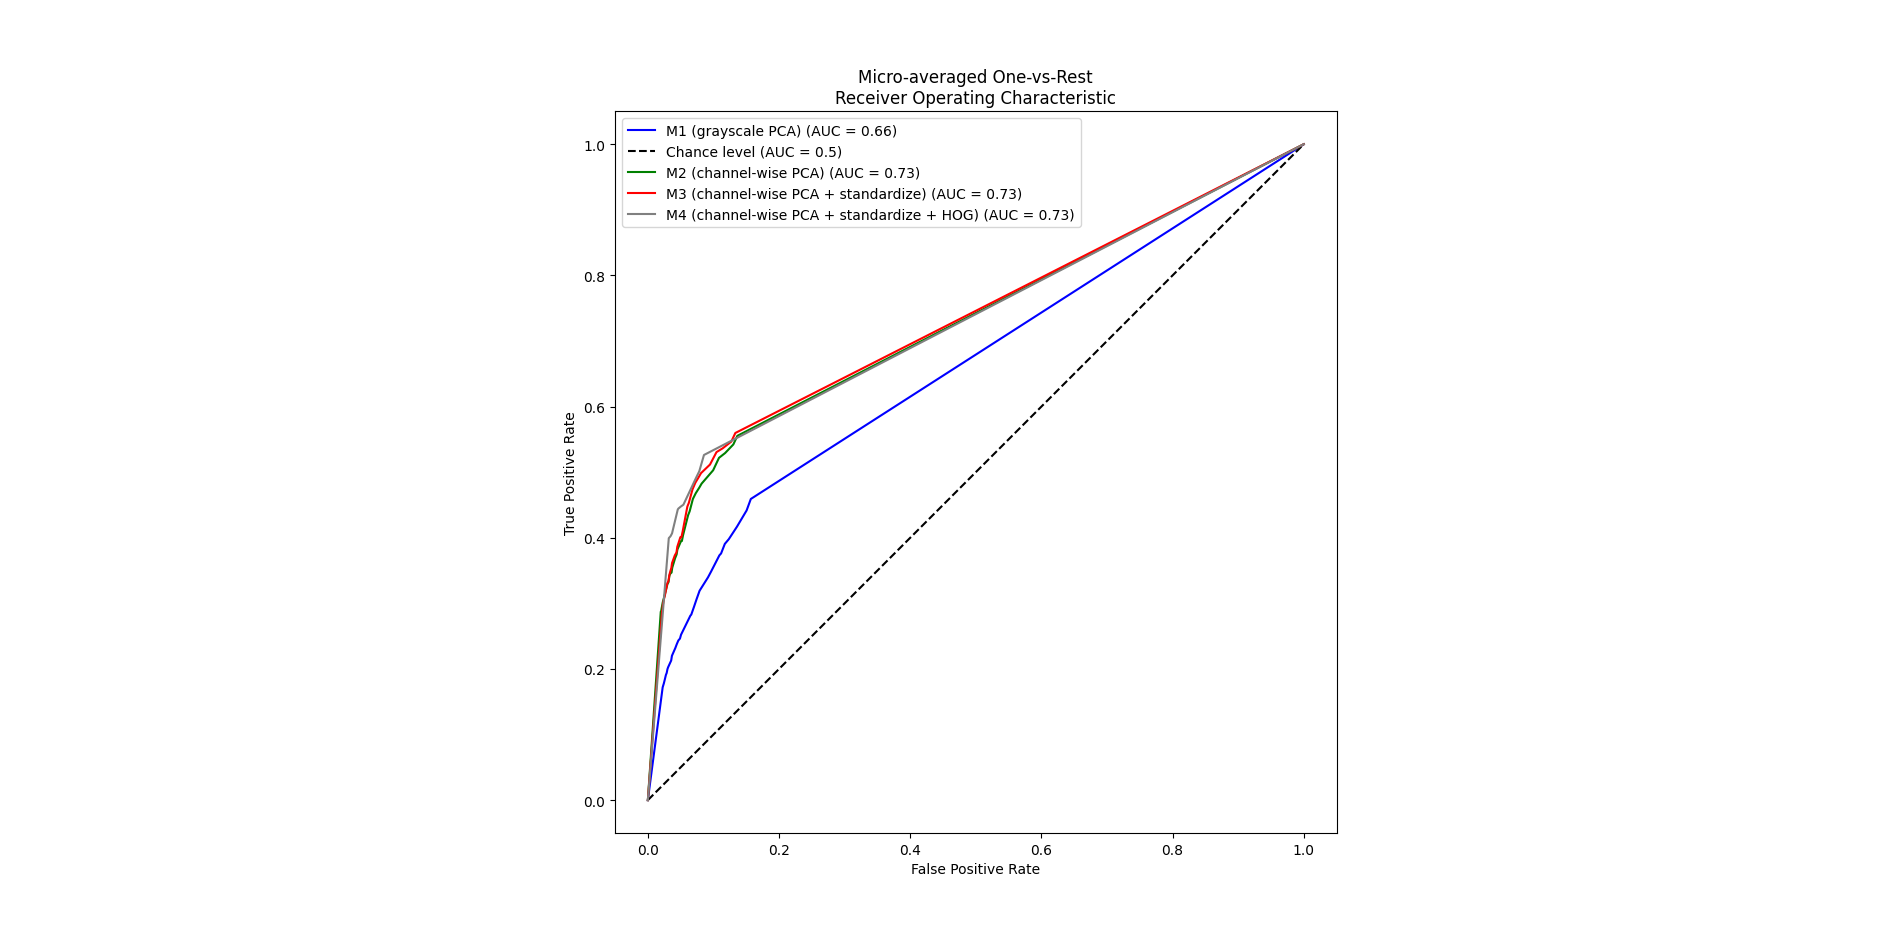 Micro-averaged One-vs-Rest
Receiver Operating Characteristic
M1 (grayscale PCA) (AUC = 0.66)
Chance level (AUC = 0.5)
M2 (channel-wise PCA) (AUC = 0.73)
M3 (channel-wise PCA + standardize) (AUC = 0.73)
M4 (channel-wise PCA + standardize + HOG) (AUC = 0.73)
1.0
0.8
0.6
0.4
0.2
0.0
True Positive Rate
0.0 0.2 0.4 0.6 0.8 1.0
False Positive Rate